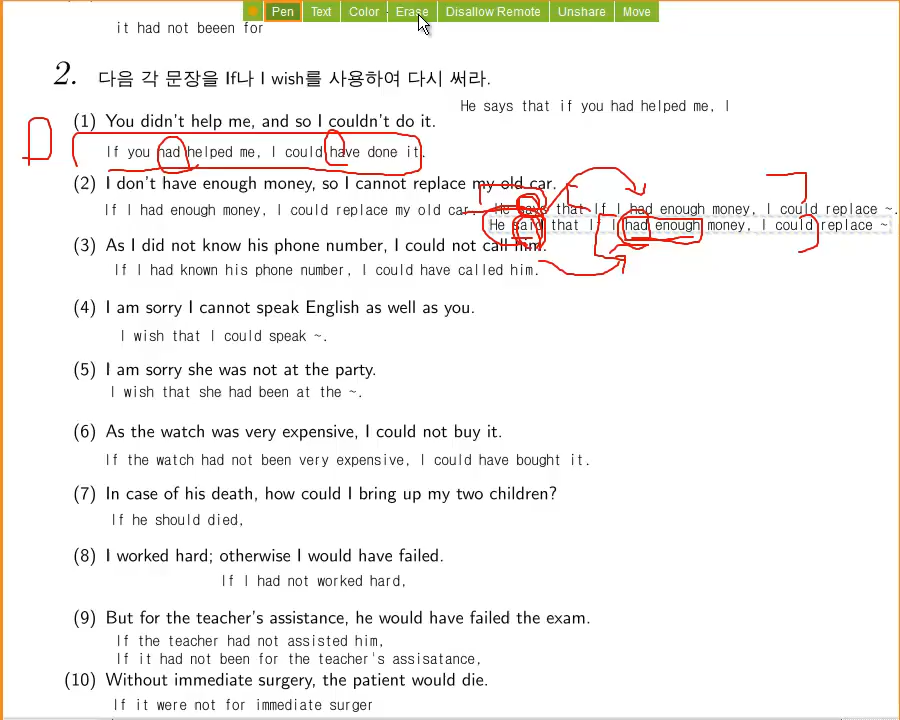 Pen Text Color Erase Disallow Remote Unshare Move
it had not beeen for
2. 다음 각 문장을 If나 I wish를 사용하여 다시 써라.
He says that if you had helped me, I
(1) You didn't help me, and so I couldn't do it.
If you had helped me, I could have done it.
(2) I don't have enough money, so I cannot replace my old car.
If I had enough money, I could replace my old car.
He says that If I had enough money, I could replace ~.
He said that If I had enough money, I could replace ~
(3) As I did not know his phone number, I could not call him.
If I had known his phone number, I could have called him.
(4) I am sorry I cannot speak English as well as you.
I wish that I could speak ~.
(5) I am sorry she was not at the party.
I wish that she had been at the ~.
(6) As the watch was very expensive, I could not buy it.
If the watch had not been very expensive, I could have bought it.
(7) In case of his death, how could I bring up my two children?
If he should died,
(8) I worked hard; otherwise I would have failed.
If I had not worked hard,
(9) But for the teacher's assistance, he would have failed the exam.
If the teacher had not assisted him,
If it had not been for the teacher's assisatance,
(10) Without immediate surgery, the patient would die.
If it were not for immediate surger